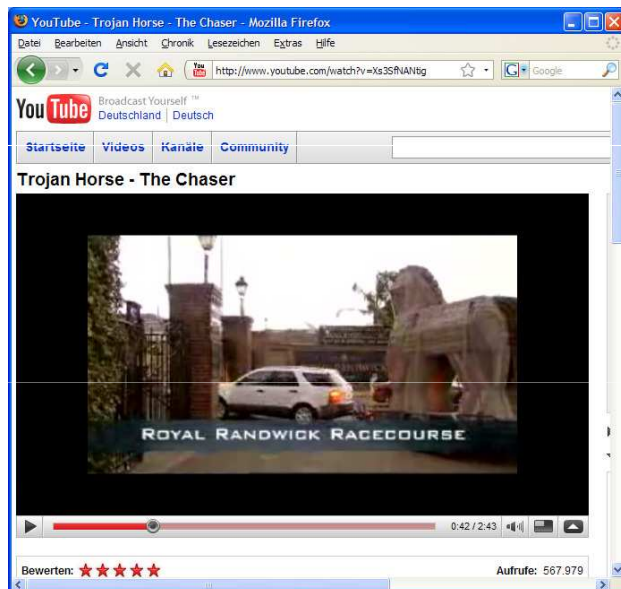 YouTube - Trojan Horse - The Chaser - Mozilla Firefox
Datei Bearbeiten Ansicht Chronik Lesezeichen Extras Hilfe
http://www.youtube.com/watch?v=Xs3SfNANtig
G Google
You Tube Broadcast Yourself ™
Deutschland | Deutsch
Startseite Videos Kanäle Community
Trojan Horse - The Chaser
ROYAL RANDWICK RACECOURSE
0:42 / 2:43
Bewerten:
Aufrufe: 567.979